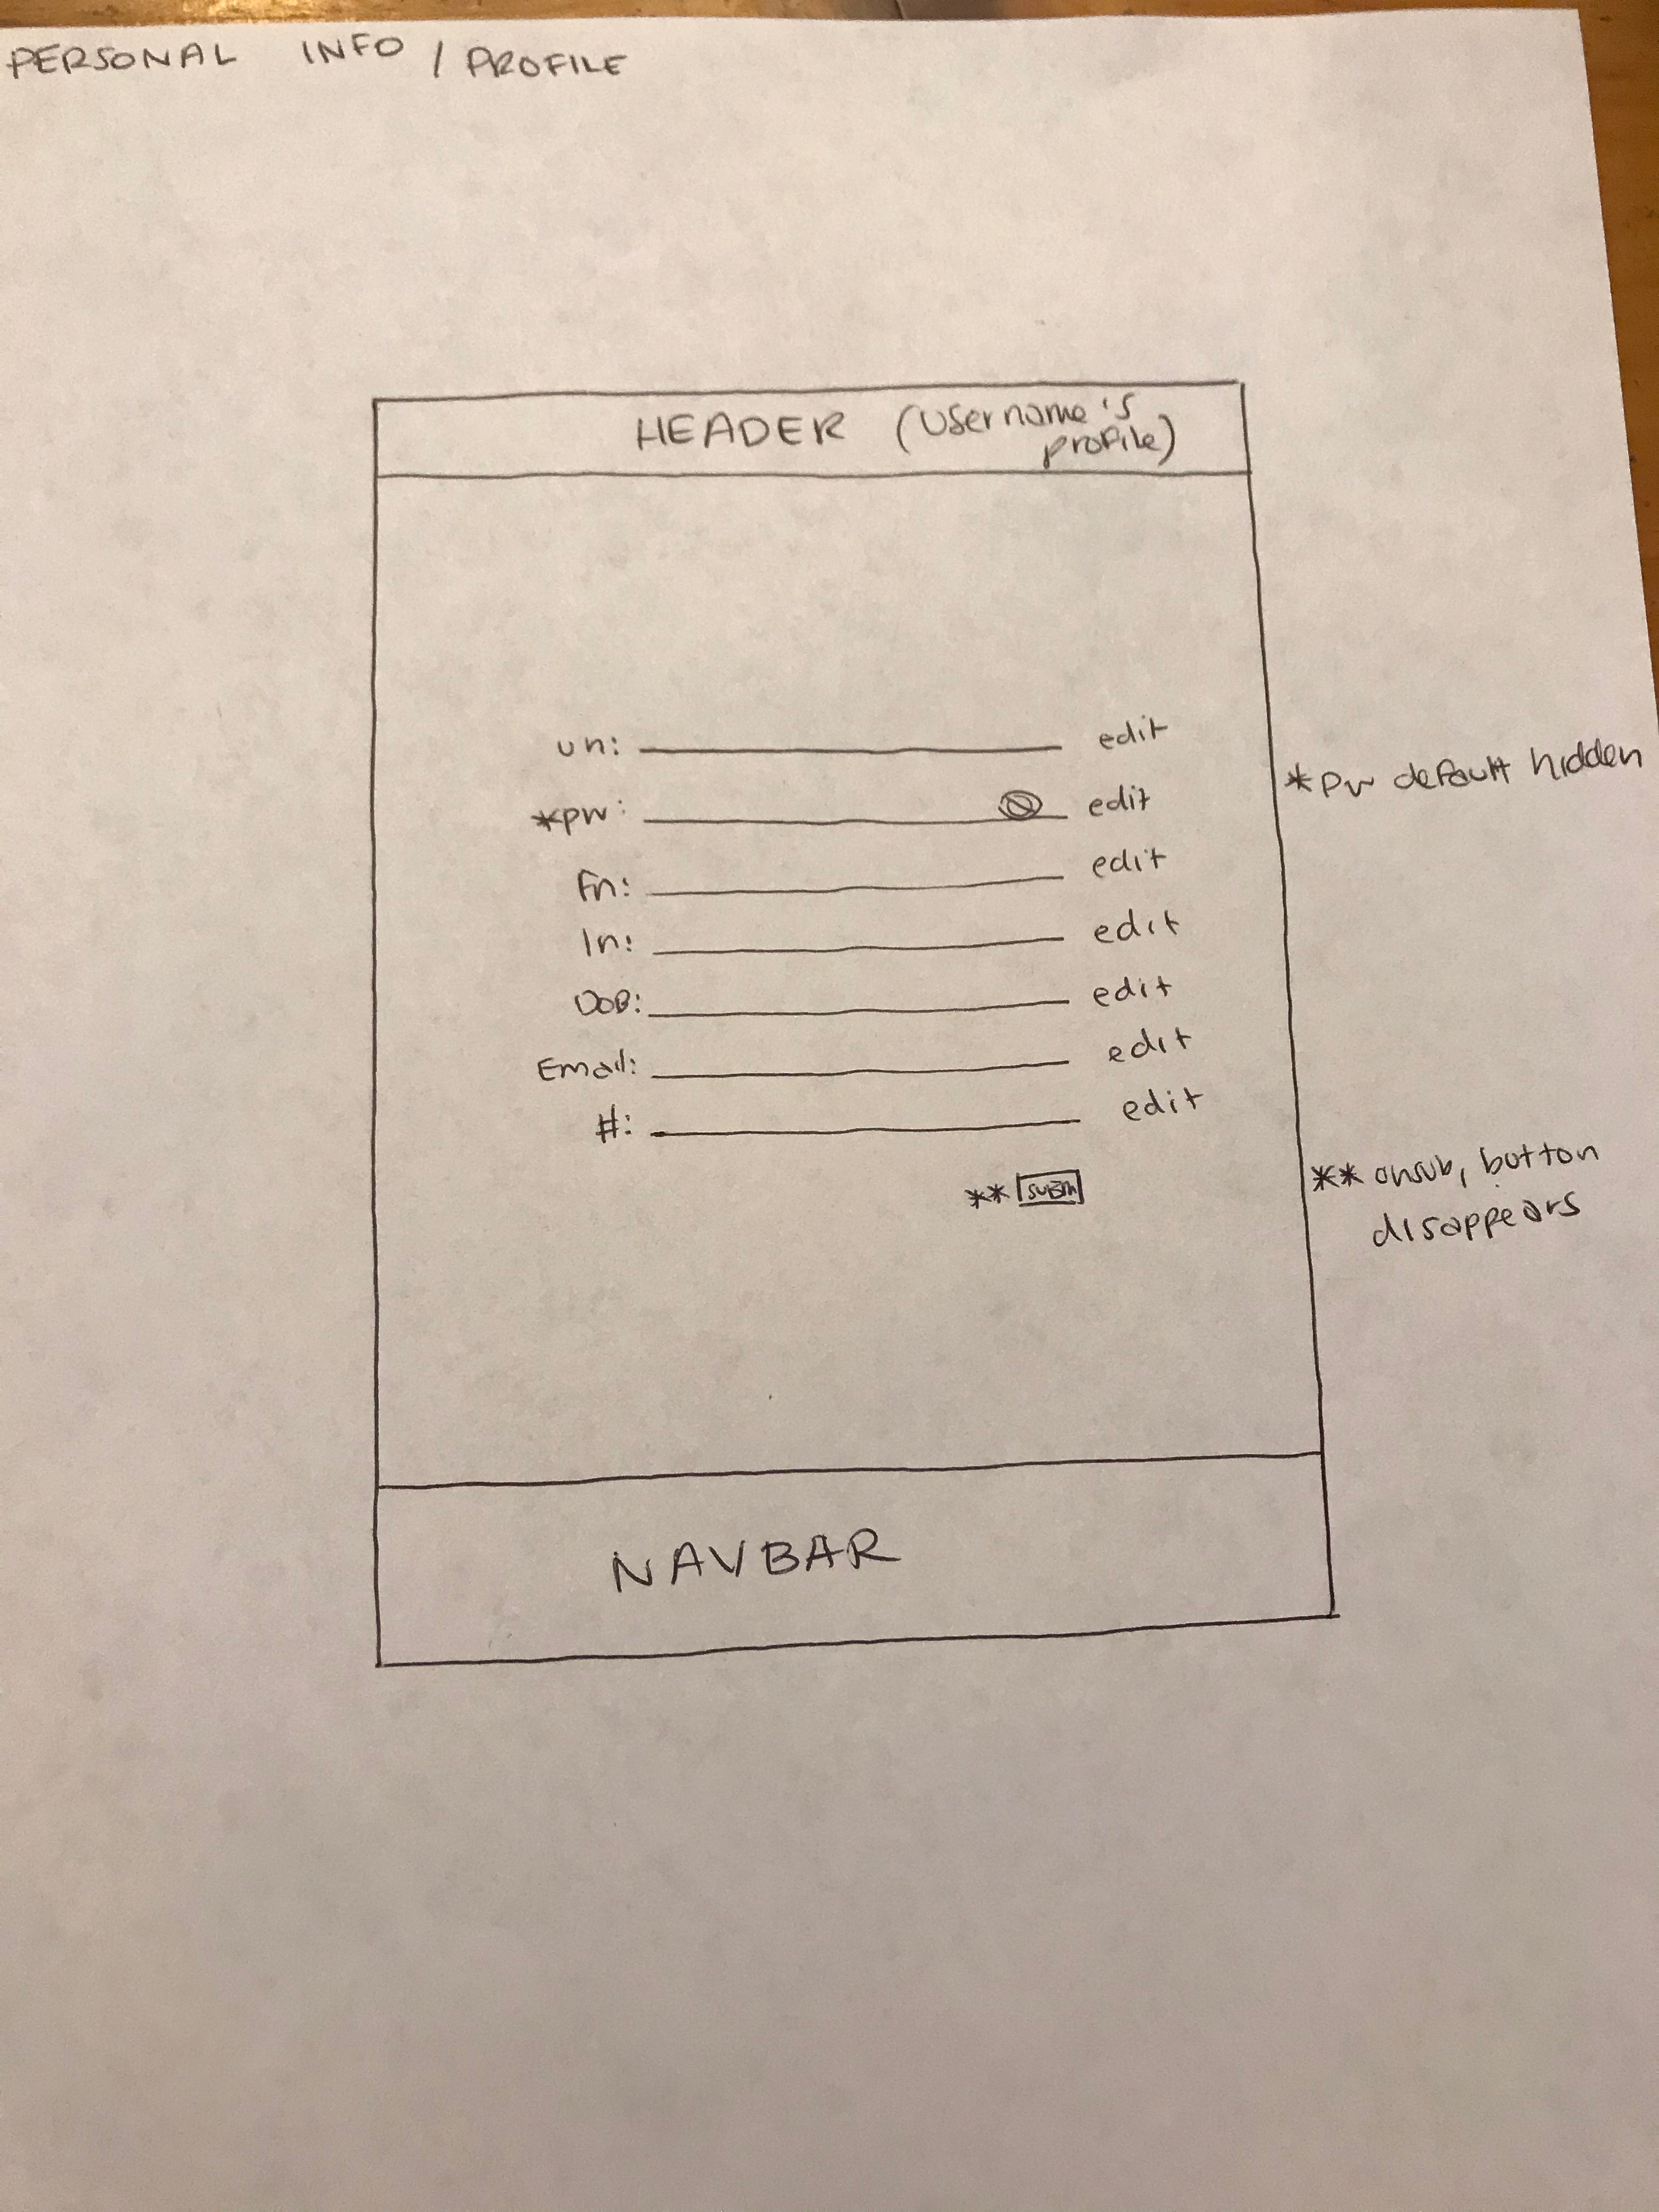 PERSONAL INFO / PROFILE
HEADER (username's
profile)
un: edit
*pw: edit
*pw default hidden
fn: edit
ln: edit
DOB: edit
Email: edit
#: edit
** subm
** onsub, button
disappears
NAVBAR